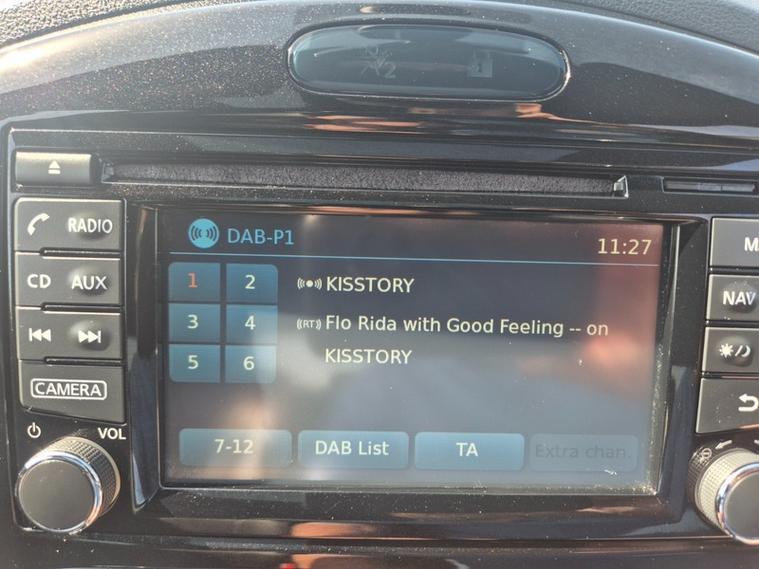 RADIO
CD AUX
CAMERA
VOL
DAB-P1
11:27
1 2
3 4
5 6
KISSTORY
(RT) Flo Rida with Good Feeling -- on
KISSTORY
7-12
DAB List
TA
Extra chan.
NAV